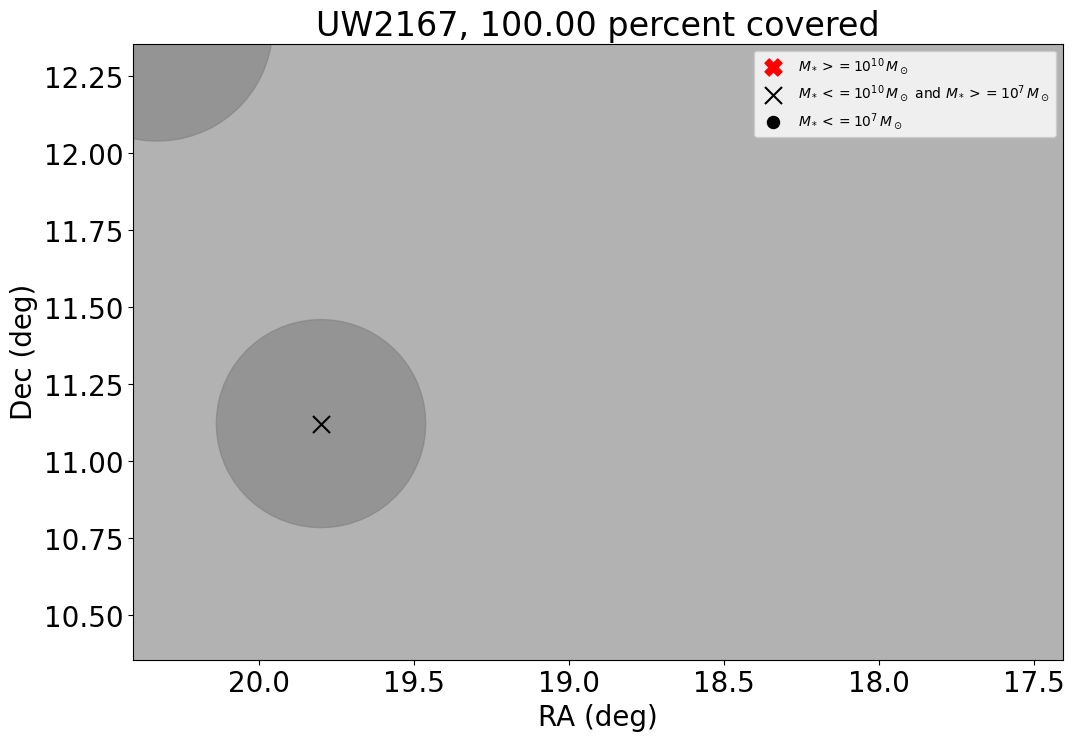 UW2167, 100.00 percent covered
M* >= 10^10 M⊙
M* <= 10^10 M⊙ and M* >= 10^7 M⊙
M* <= 10^7 M⊙
12.25
12.00
11.75
11.50
11.25
11.00
10.75
10.50
Dec (deg)
20.0 19.5 19.0 18.5 18.0 17.5
RA (deg)